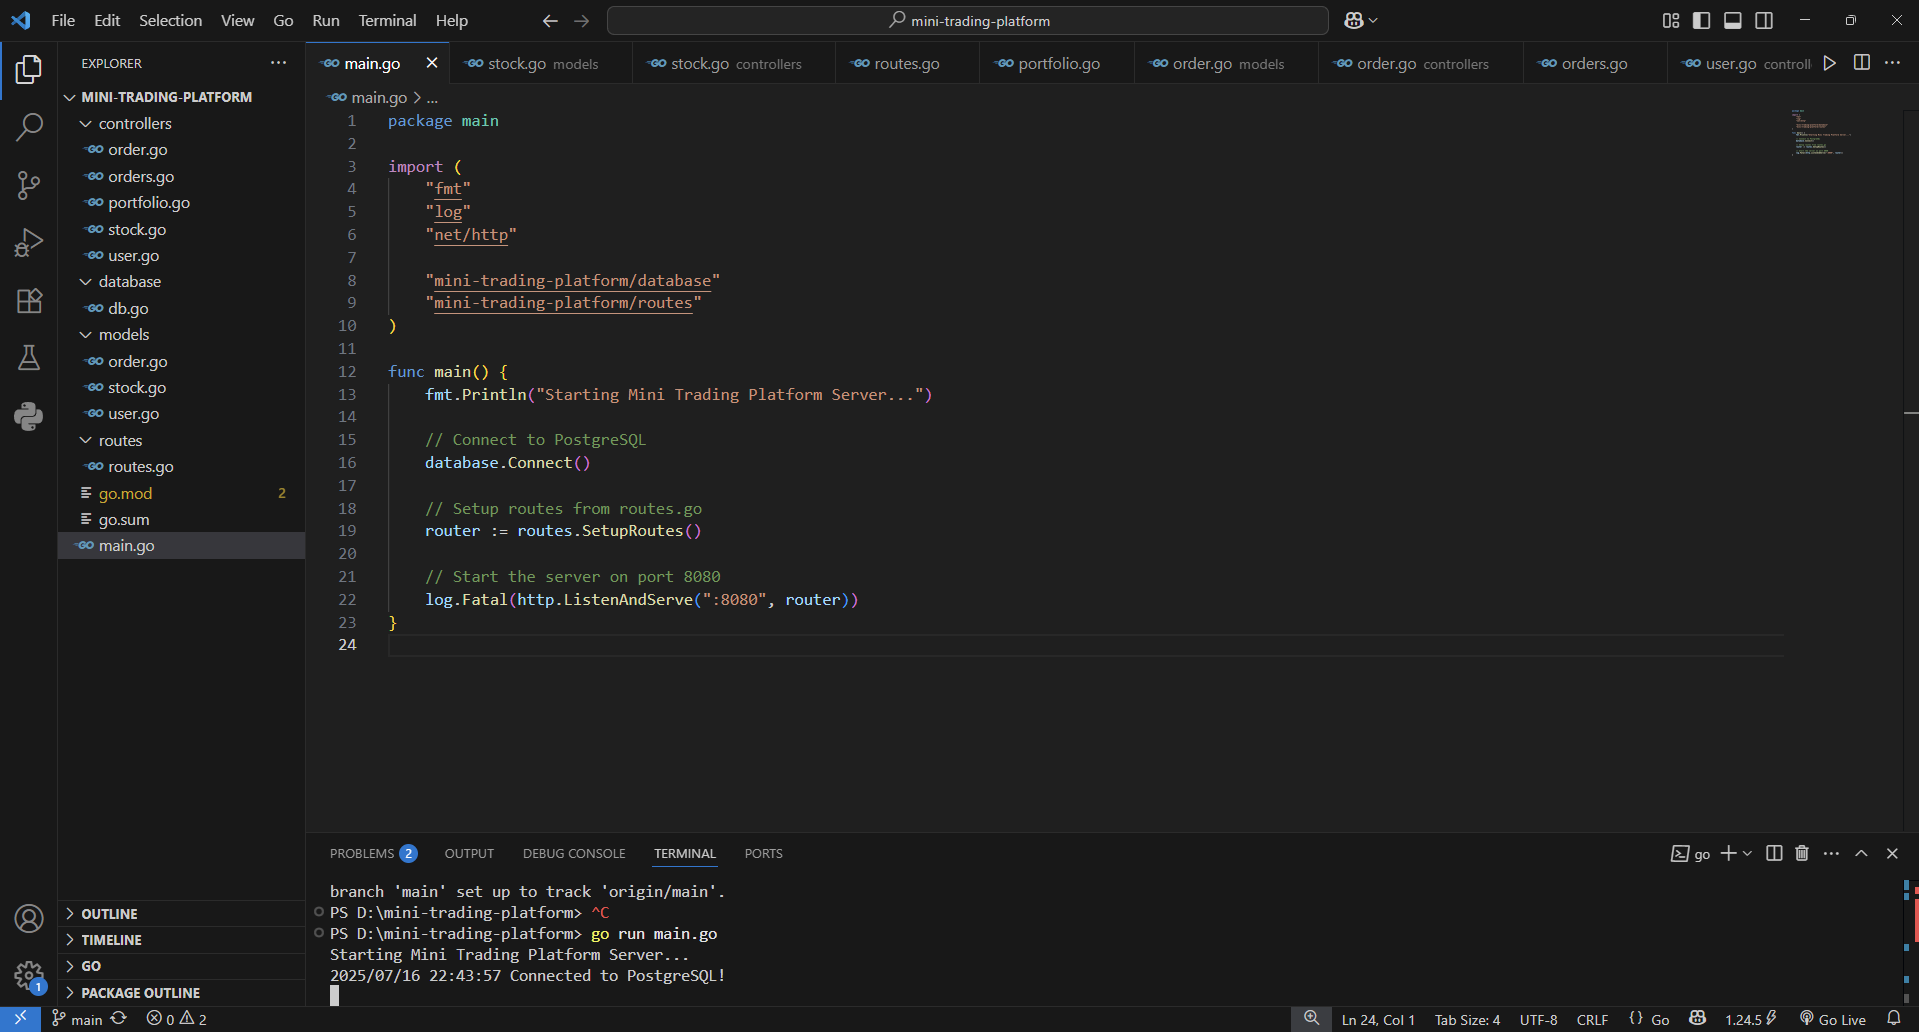 File Edit Selection View Go Run Terminal Help
mini-trading-platform
EXPLORER
MINI-TRADING-PLATFORM
controllers
order.go
orders.go
portfolio.go
stock.go
user.go
database
db.go
models
order.go
stock.go
user.go
routes
routes.go
go.mod 2
go.sum
main.go
OUTLINE
TIMELINE
GO
PACKAGE OUTLINE
1
main.go stock.go models stock.go controllers routes.go portfolio.go order.go models order.go controllers orders.go user.go controll
main.go > ...
1 package main
2
3 import (
4 "fmt"
5 "log"
6 "net/http"
7
8 "mini-trading-platform/database"
9 "mini-trading-platform/routes"
10 )
11
12 func main() {
13 fmt.Println("Starting Mini Trading Platform Server...")
14
15 // Connect to PostgreSQL
16 database.Connect()
17
18 // Setup routes from routes.go
19 router := routes.SetupRoutes()
20
21 // Start the server on port 8080
22 log.Fatal(http.ListenAndServe(":8080", router))
23 }
24
PROBLEMS 2 OUTPUT DEBUG CONSOLE TERMINAL PORTS
go
branch 'main' set up to track 'origin/main'.
PS D:\mini-trading-platform> ^C
PS D:\mini-trading-platform> go run main.go
Starting Mini Trading Platform Server...
2025/07/16 22:43:57 Connected to PostgreSQL!
main 0 2 Ln 24, Col 1 Tab Size: 4 UTF-8 CRLF {} Go 1.24.5 Go Live